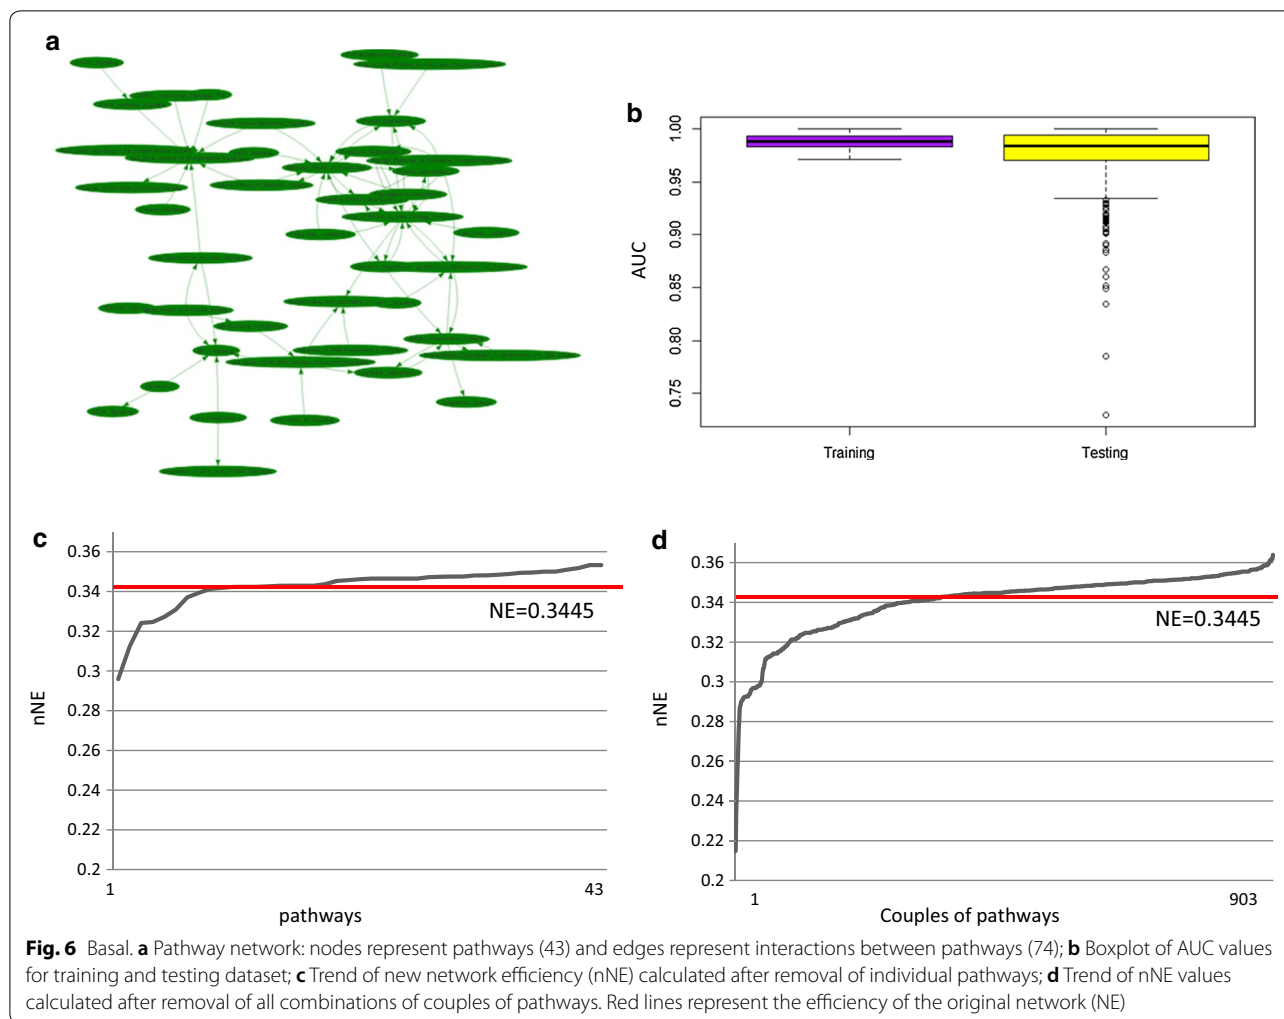 a
b
AUC
1.00
0.95
0.90
0.85
0.80
0.75
Training Testing
c
nNE
0.36
0.34
0.32
0.3
0.28
0.26
0.24
0.22
0.2
NE=0.3445
1 43
pathways
d
nNE
0.36
0.34
0.32
0.3
0.28
0.26
0.24
0.22
0.2
NE=0.3445
1 903
Couples of pathways
Fig. 6 Basal. a Pathway network: nodes represent pathways (43) and edges represent interactions between pathways (74); b Boxplot of AUC values
for training and testing dataset; c Trend of new network efficiency (nNE) calculated after removal of individual pathways; d Trend of nNE values
calculated after removal of all combinations of couples of pathways. Red lines represent the efficiency of the original network (NE)